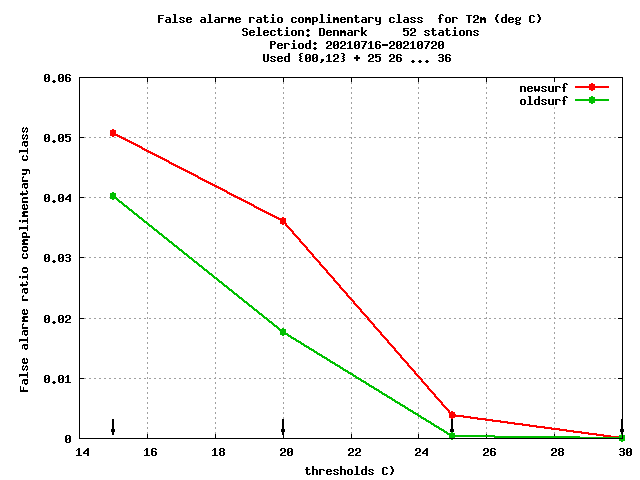 False alarme ratio complimentary class  for T2m (deg C)
Selection: Denmark     52 stations
Period: 20210716-20210720
Used {00,12} + 25 26 ... 36
newsurf
oldsurf
False alarme ratio complimentary class
0.06
0.05
0.04
0.03
0.02
0.01
0
14 16 18 20 22 24 26 28 30
thresholds C)